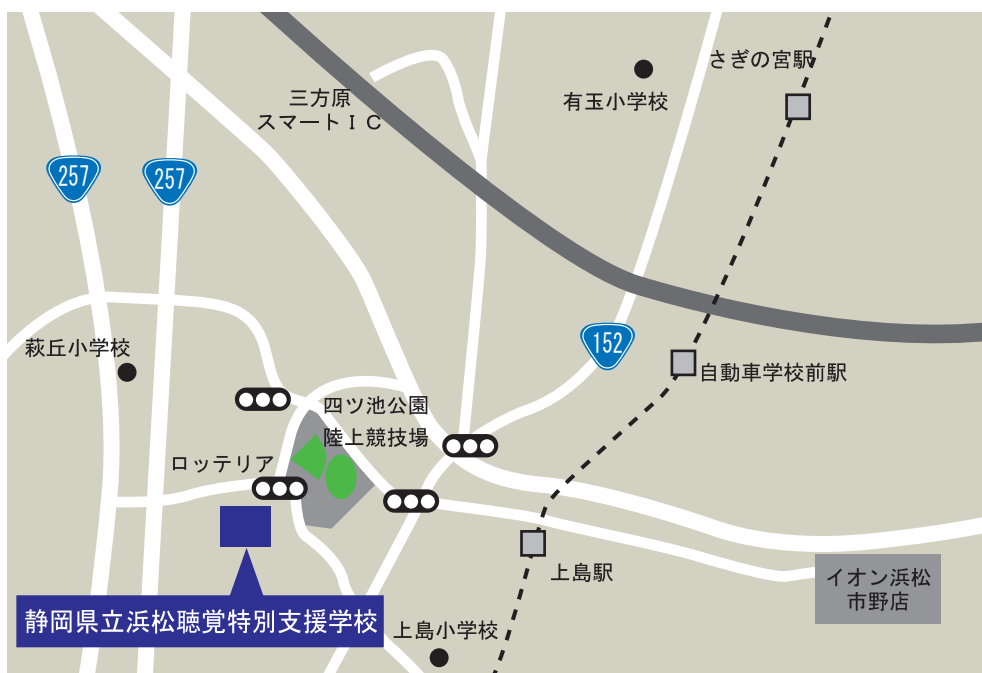 さぎの宮駅
有玉小学校
三方原
スマートＩＣ
257
257
152
萩丘小学校
自動車学校前駅
四ツ池公園
陸上競技場
ロッテリア
上島駅
イオン浜松
市野店
静岡県立浜松聴覚特別支援学校
上島小学校